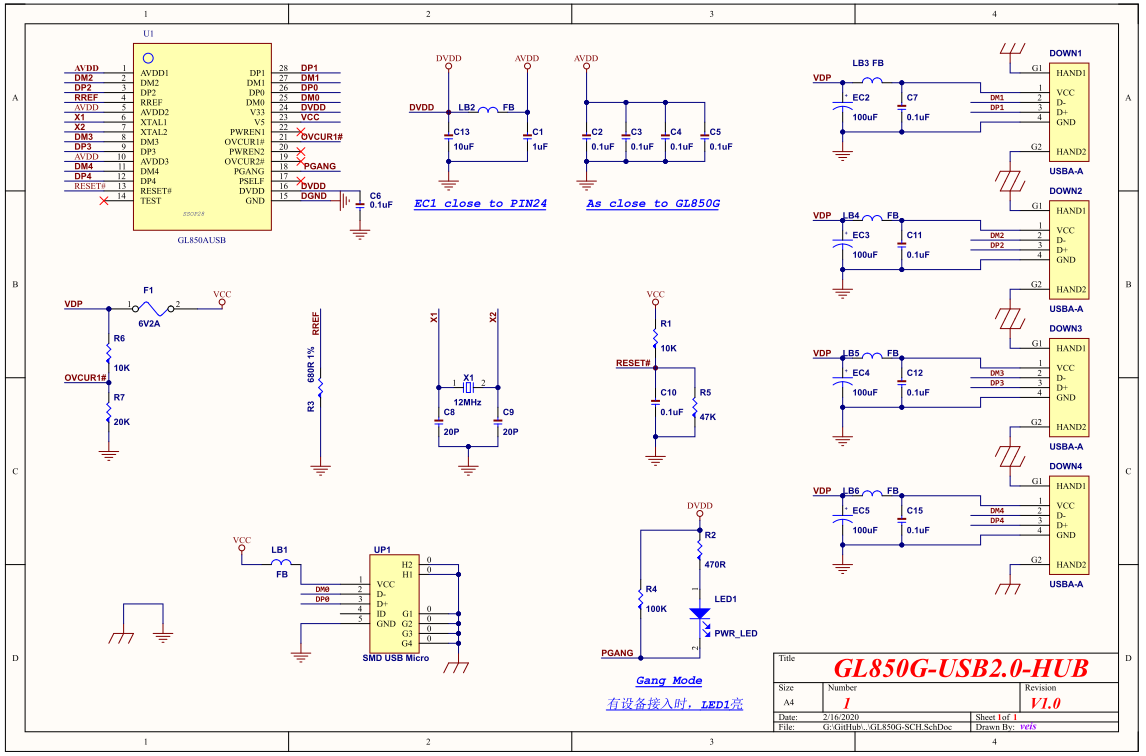 1 2 3 4
A A
B B
C C
D D
1 2 3 4
U1
AVDD 1 AVDD1 DP1 28 DP1
DM2 2 DM2 DM1 27 DM1
DP2 3 DP2 DP0 26 DP0
RREF 4 RREF DM0 25 DM0
AVDD 5 AVDD2 V33 24 DVDD
X1 6 XTAL1 V5 23 VCC
X2 7 XTAL2 PWREN1 22
DM3 8 DM3 OVCUR1# 21 OVCUR1#
DP3 9 DP3 PWREN2 20
AVDD 10 AVDD3 OVCUR2# 19
DM4 11 DM4 PGANG 18 PGANG
DP4 12 DP4 PSELF 17
RESET# 13 RESET# DVDD 16 DVDD
14 TEST GND 15 DGND
SSOP28
GL850AUSB
C6
0.1uF
DVDD AVDD
DVDD LB2 FB
C13 C1
10uF 1uF
EC1 close to PIN24
AVDD
C2 C3 C4 C5
0.1uF 0.1uF 0.1uF 0.1uF
As close to GL850G
VDP LB3 FB
EC2 C7
100uF 0.1uF
DOWN1
G1 HAND1
1 VCC
DM1 2 D-
DP1 3 D+
4 GND
G2 HAND2
USBA-A
VDP LB4 FB
EC3 C11
100uF 0.1uF
DOWN2
G1 HAND1
1 VCC
DM2 2 D-
DP2 3 D+
4 GND
G2 HAND2
USBA-A
VDP LB5 FB
EC4 C12
100uF 0.1uF
DOWN3
G1 HAND1
1 VCC
DM3 2 D-
DP3 3 D+
4 GND
G2 HAND2
USBA-A
VDP LB6 FB
EC5 C15
100uF 0.1uF
DOWN4
G1 HAND1
1 VCC
DM4 2 D-
DP4 3 D+
4 GND
G2 HAND2
USBA-A
F1 VCC
VDP 1 2
6V2A
R6
10K
OVCUR1#
R7
20K
RREF
680R 1%
R3
X1 X2
X1
1 2
12MHz
C8 C9
20P 20P
VCC
R1
10K
RESET#
C10 R5
0.1uF 47K
VCC
LB1
FB
UP1
H2 0
H1 0
1 VCC
DM0 2 D-
DP0 3 D+
4 ID G1 0
5 GND G2 0
G3 0
G4 0
SMD USB Micro
DVDD
R2
470R
R4
100K
1
LED1
PWR_LED
2
PGANG
Gang Mode
有设备接入时，LED1亮
Title
GL850G-USB2.0-HUB
Size Number Revision
A4 1 V1.0
Date: 2/16/2020 Sheet 1of 1
File: G:\GitHub\..\GL850G-SCH.SchDoc Drawn By: veis